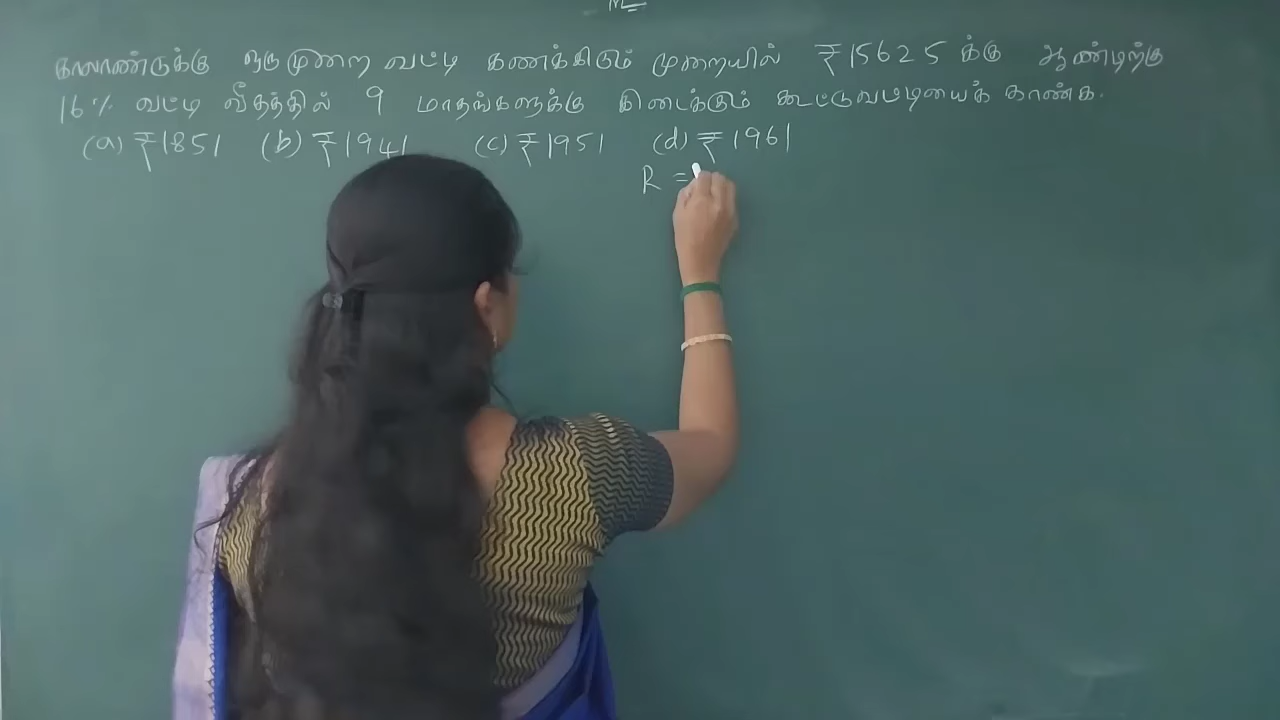 காலாண்டுக்கு ஒருமுறை வட்டி கணக்கிடும் முறையில் ₹15625 க்கு ஆண்டிற்கு
16% வட்டி வீதத்தில் 9 மாதங்களுக்கு கிடைக்கும் கூட்டுவட்டியைக் காண்க.
(a) ₹1851 (b) ₹1941 (c) ₹1951 (d) ₹1961
R =